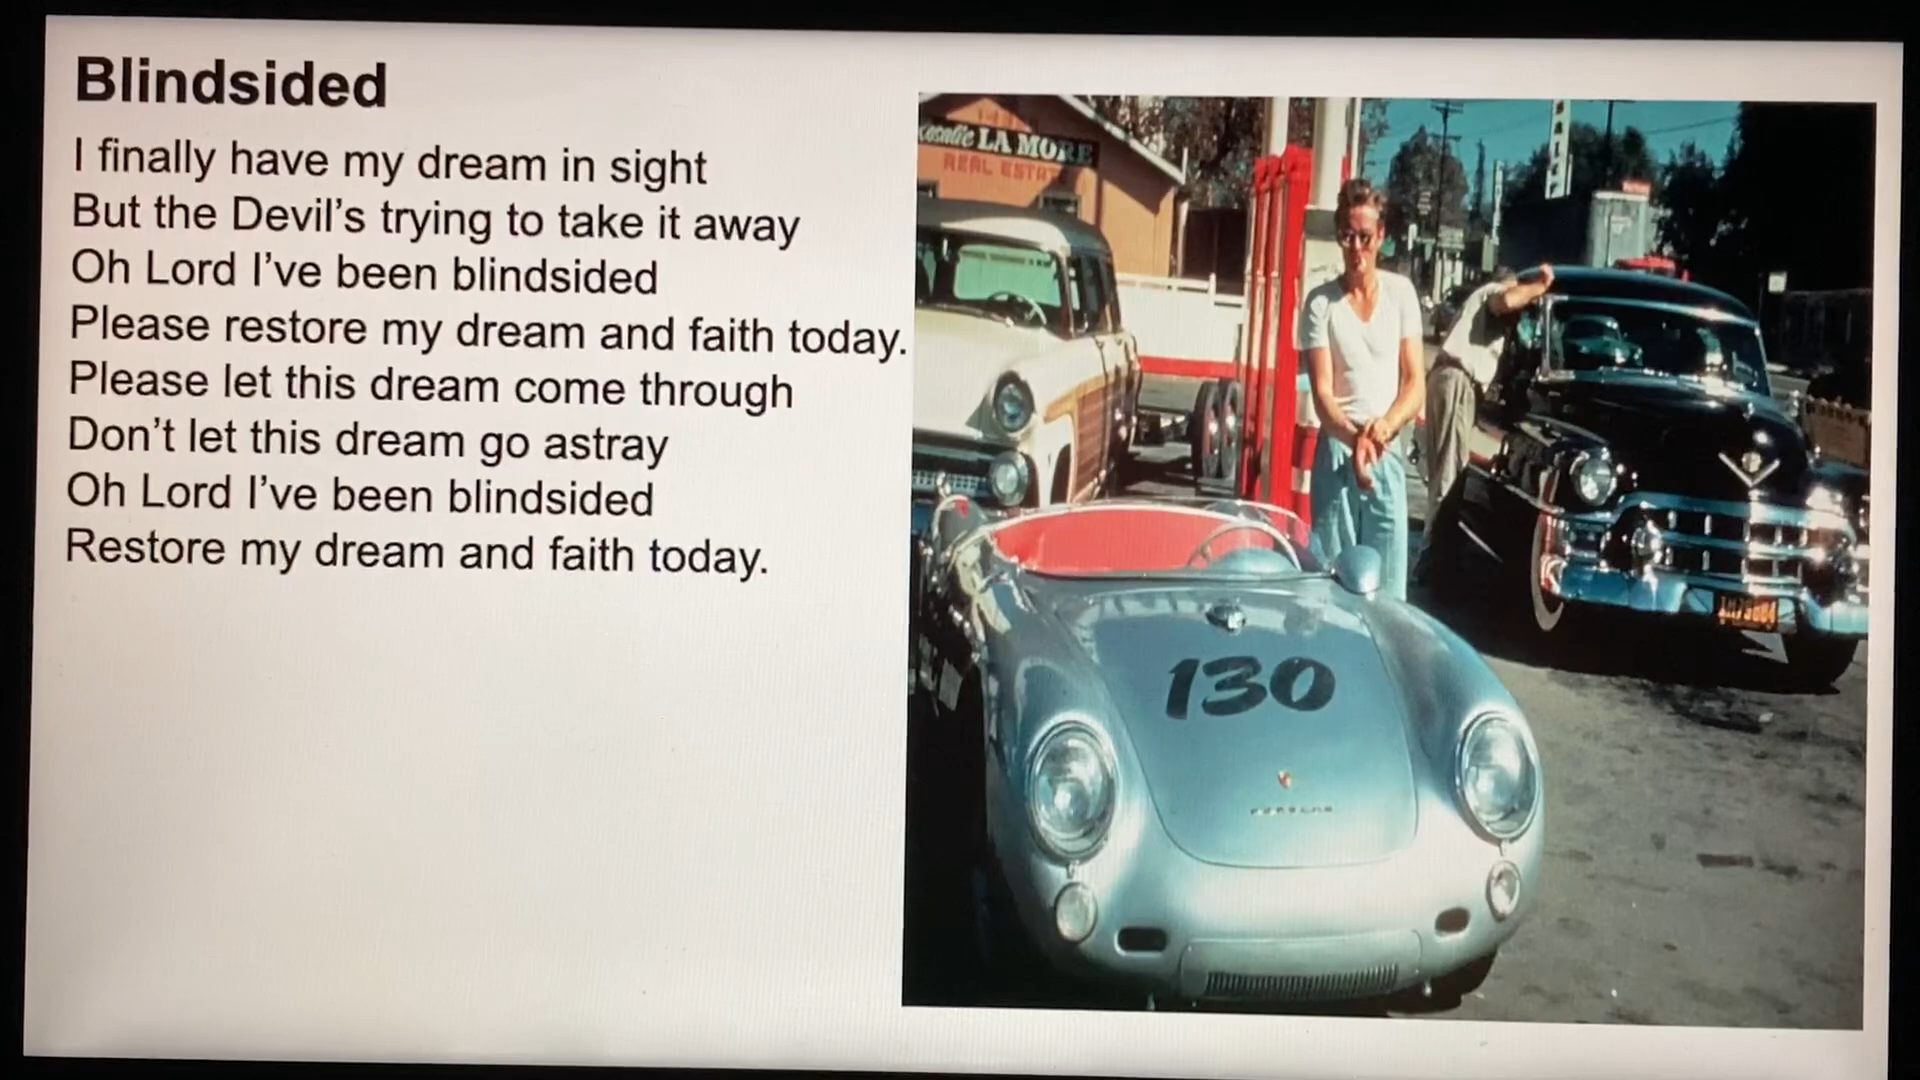 Blindsided
I finally have my dream in sight
But the Devil’s trying to take it away
Oh Lord I’ve been blindsided
Please restore my dream and faith today.
Please let this dream come through
Don’t let this dream go astray
Oh Lord I’ve been blindsided
Restore my dream and faith today.
LA MORE
REAL ESTATE
130
PORSCHE